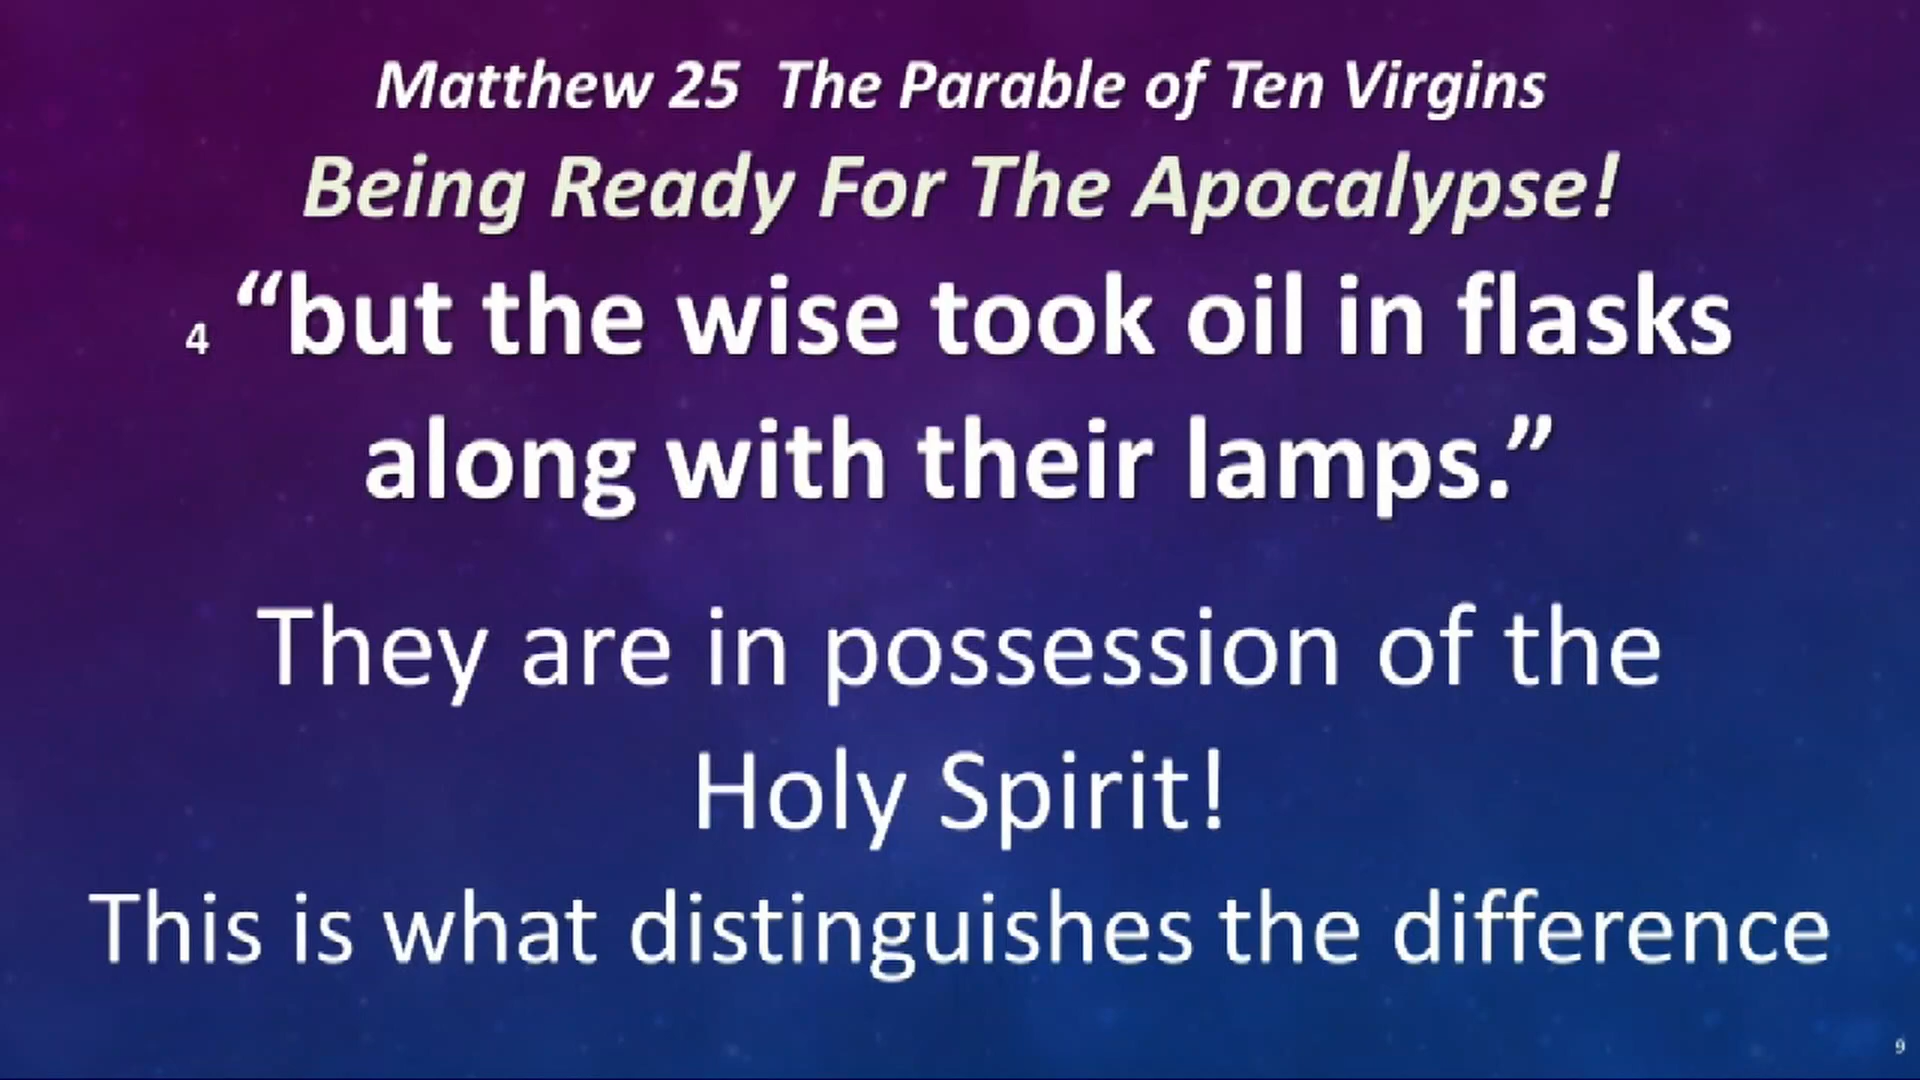 Matthew 25  The Parable of Ten Virgins
Being Ready For The Apocalypse!
4 “but the wise took oil in flasks
along with their lamps.”
They are in possession of the
Holy Spirit!
This is what distinguishes the difference
9